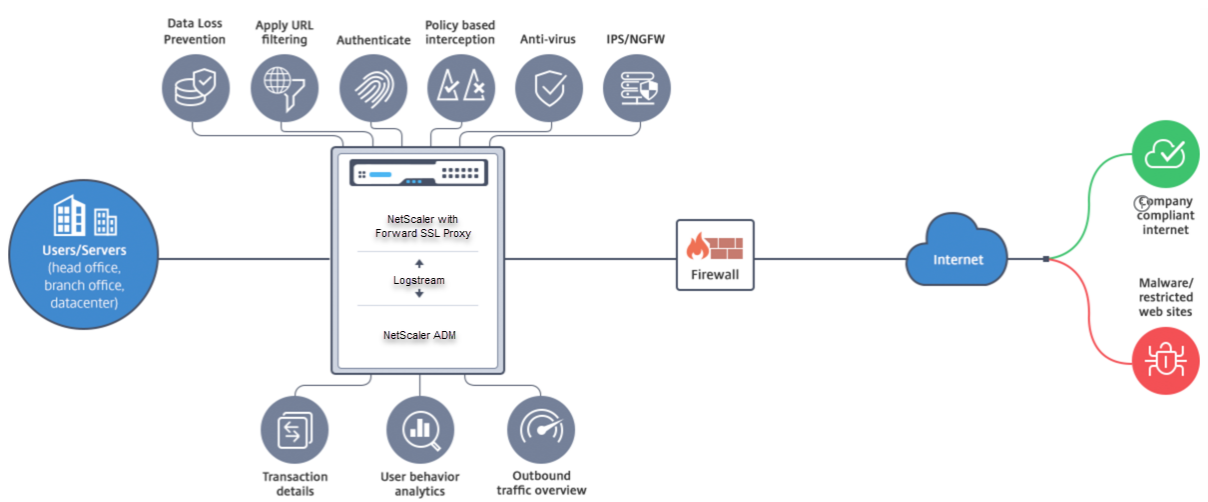 Data Loss
Prevention
Apply URL
filtering
Authenticate
Policy based
interception
Anti-virus
IPS/NGFW
Users/Servers
(head office,
branch office,
datacenter)
NetScaler with
Forward SSL Proxy
Logstream
NetScaler ADM
Firewall
Internet
Company
compliant
internet
Malware/
restricted
web sites
Transaction
details
User behavior
analytics
Outbound
traffic overview